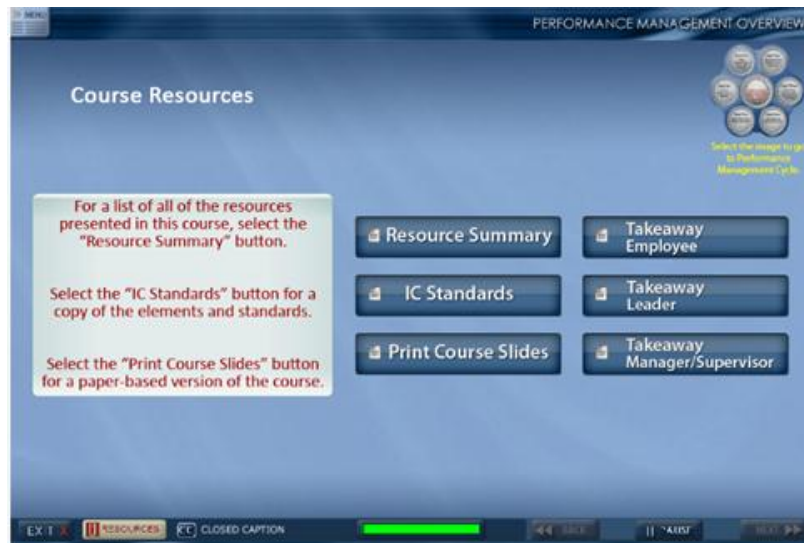 MENU
PERFORMANCE MANAGEMENT OVERVIEW
Course Resources
Select the image to go
to Performance
Management Cycle.
For a list of all of the resources
presented in this course, select the
"Resource Summary" button.
Select the "IC Standards" button for a
copy of the elements and standards.
Select the "Print Course Slides" button
for a paper-based version of the course.
Resource Summary
IC Standards
Print Course Slides
Takeaway
Employee
Takeaway
Leader
Takeaway
Manager/Supervisor
EXIT X
RESOURCES
CC CLOSED CAPTION
BACK
PAUSE
NEXT